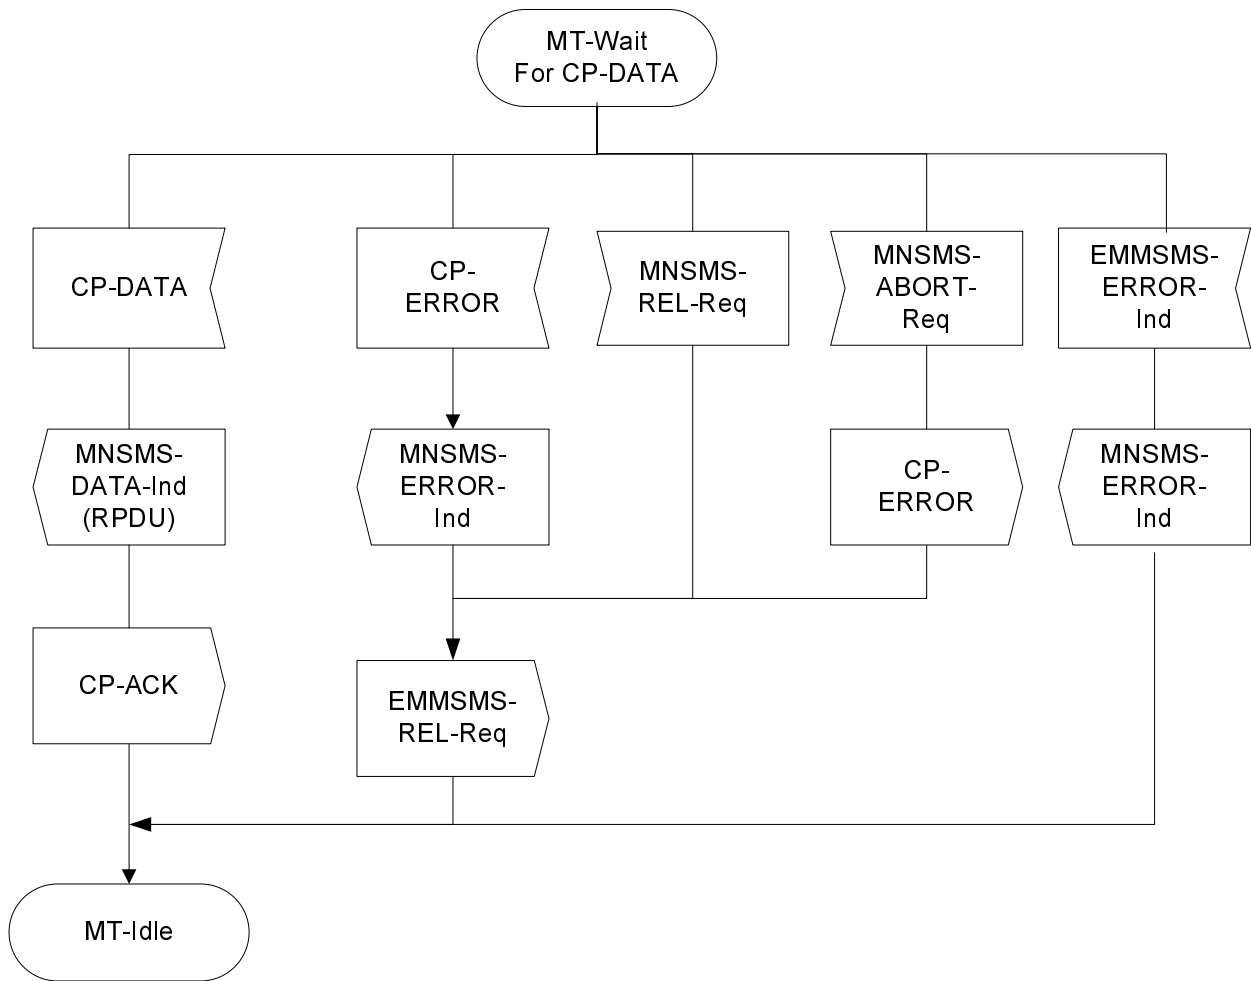 MT-Wait
For CP-DATA
CP-DATA
CP-
ERROR
MNSMS-
REL-Req
MNSMS-
ABORT-
Req
EMMSMS-
ERROR-
Ind
MNSMS-
DATA-Ind
(RPDU)
MNSMS-
ERROR-
Ind
CP-
ERROR
MNSMS-
ERROR-
Ind
CP-ACK
EMMSMS-
REL-Req
MT-Idle